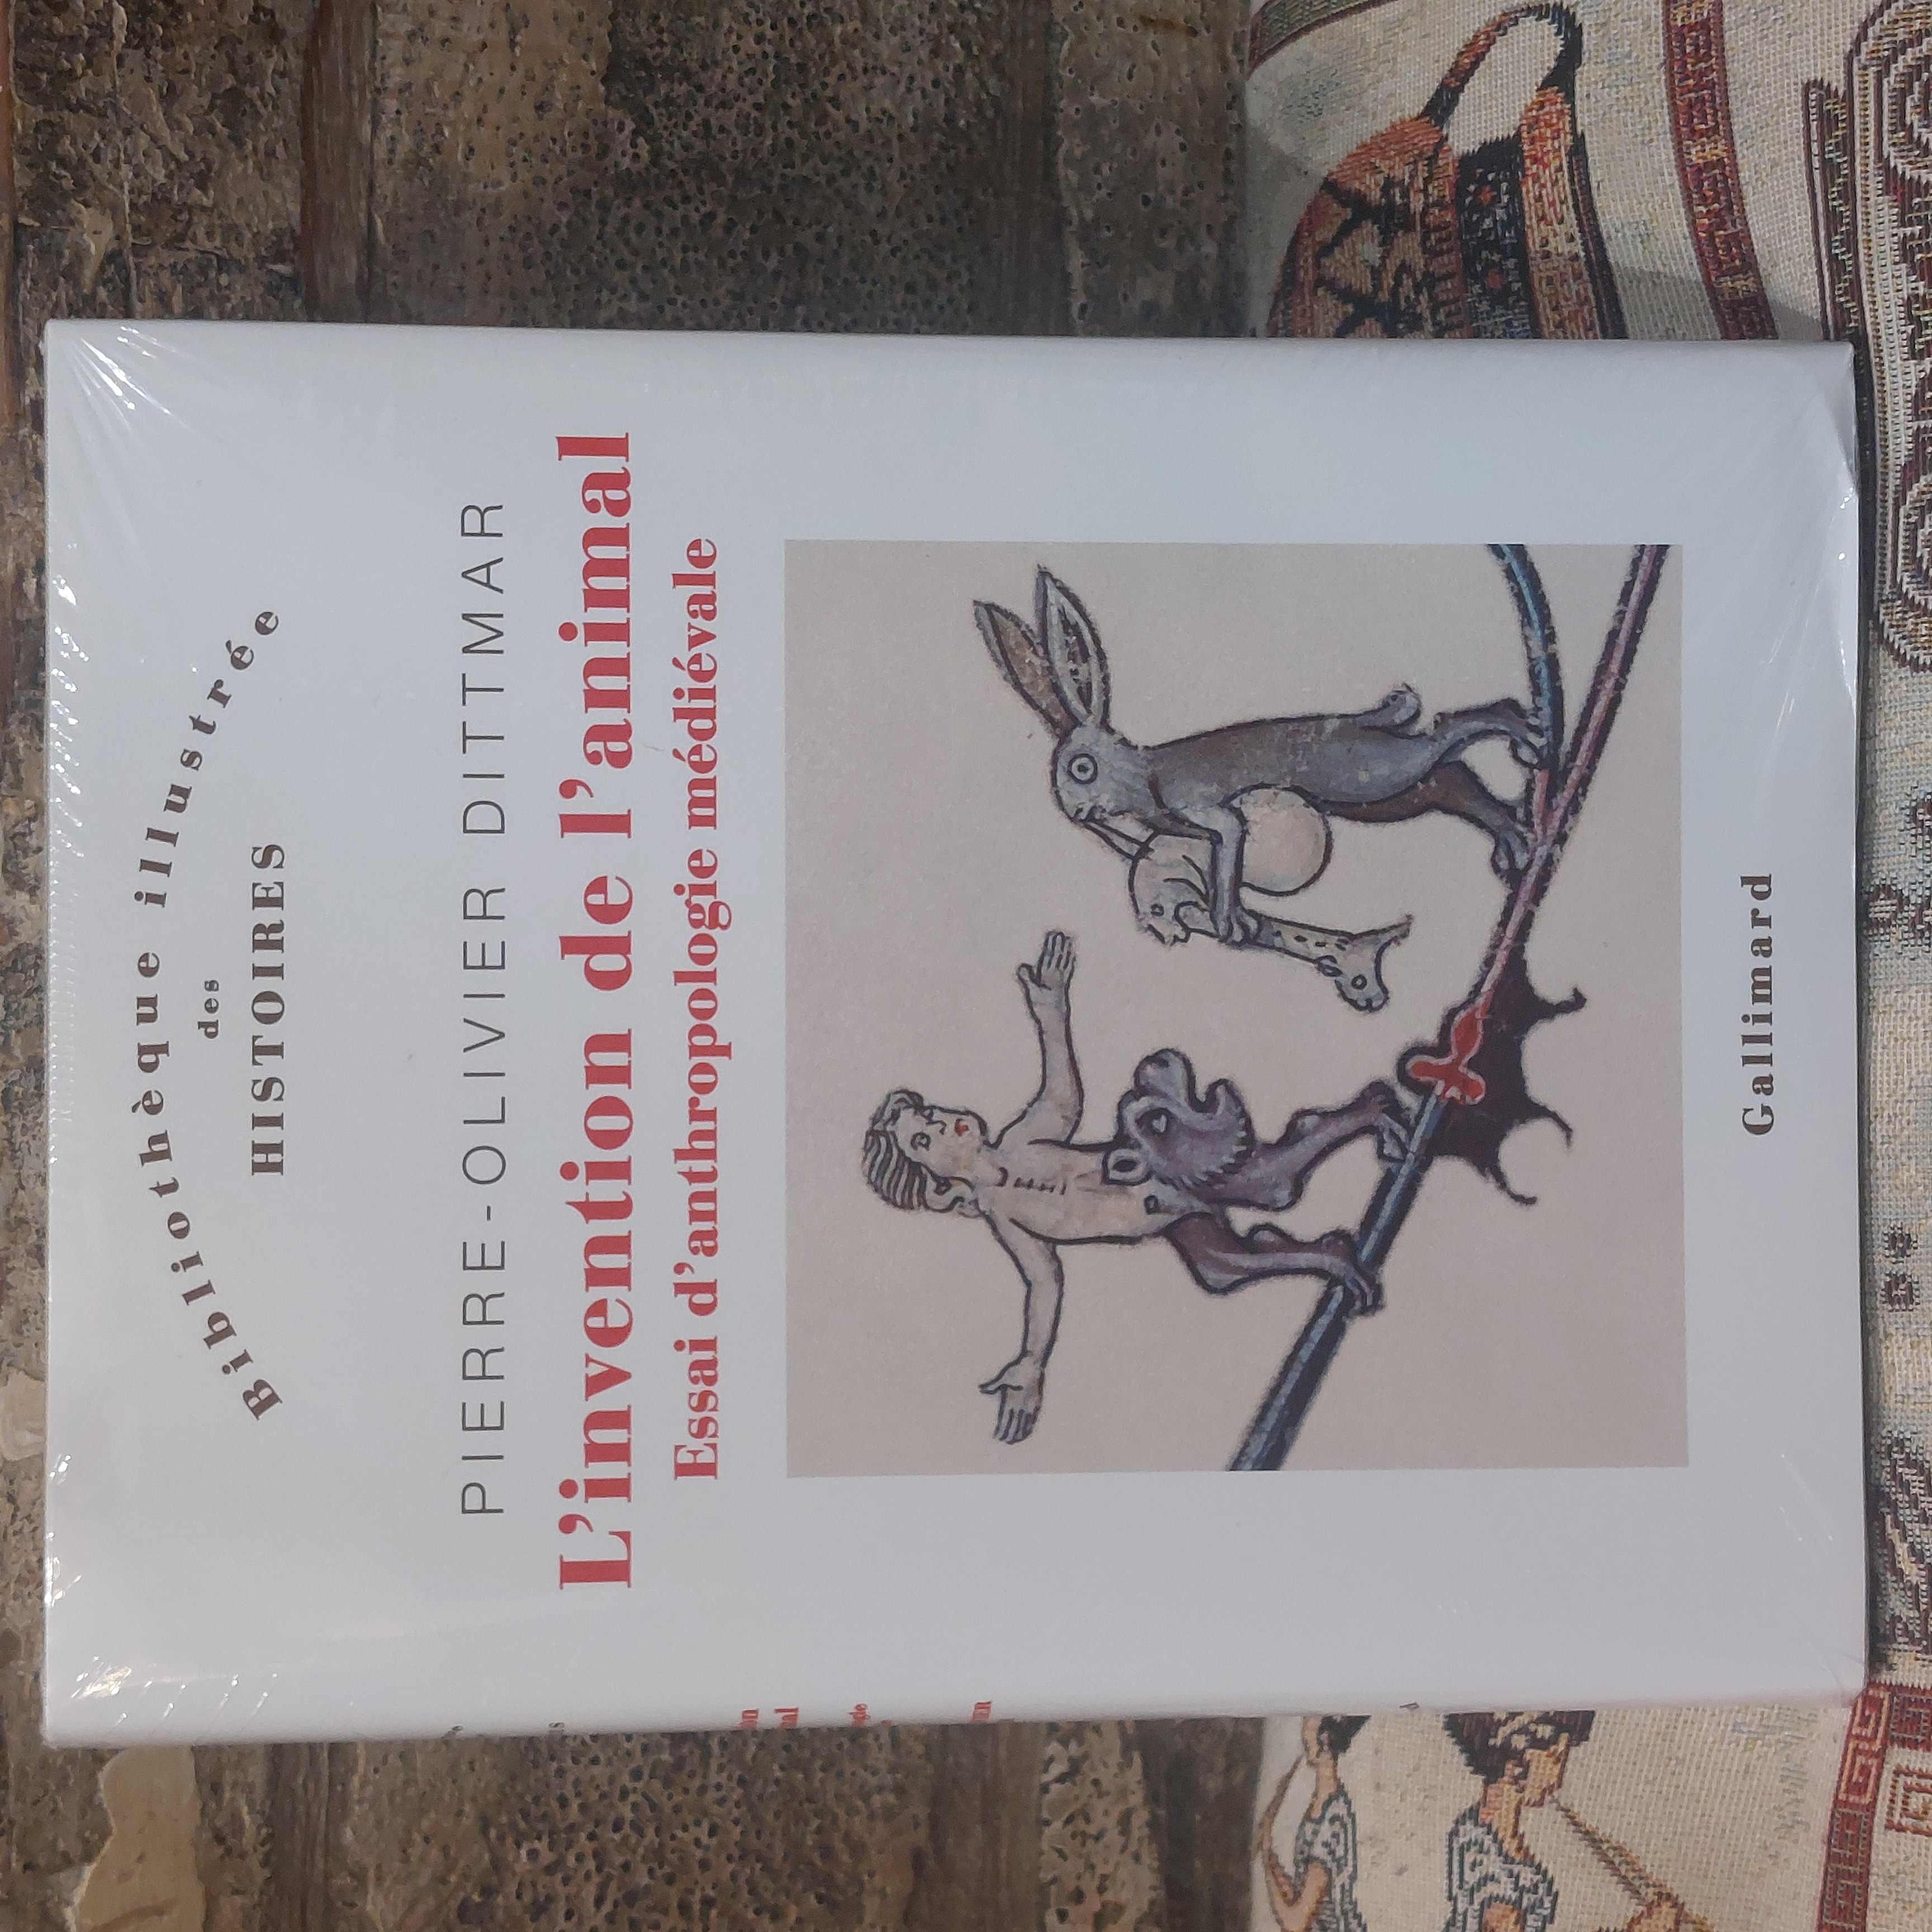 Bibliothèque illustrée
des
HISTOIRES
PIERRE-OLIVIER DITTMAR
L'invention de l'animal
Essai d'anthropologie médiévale
Gallimard